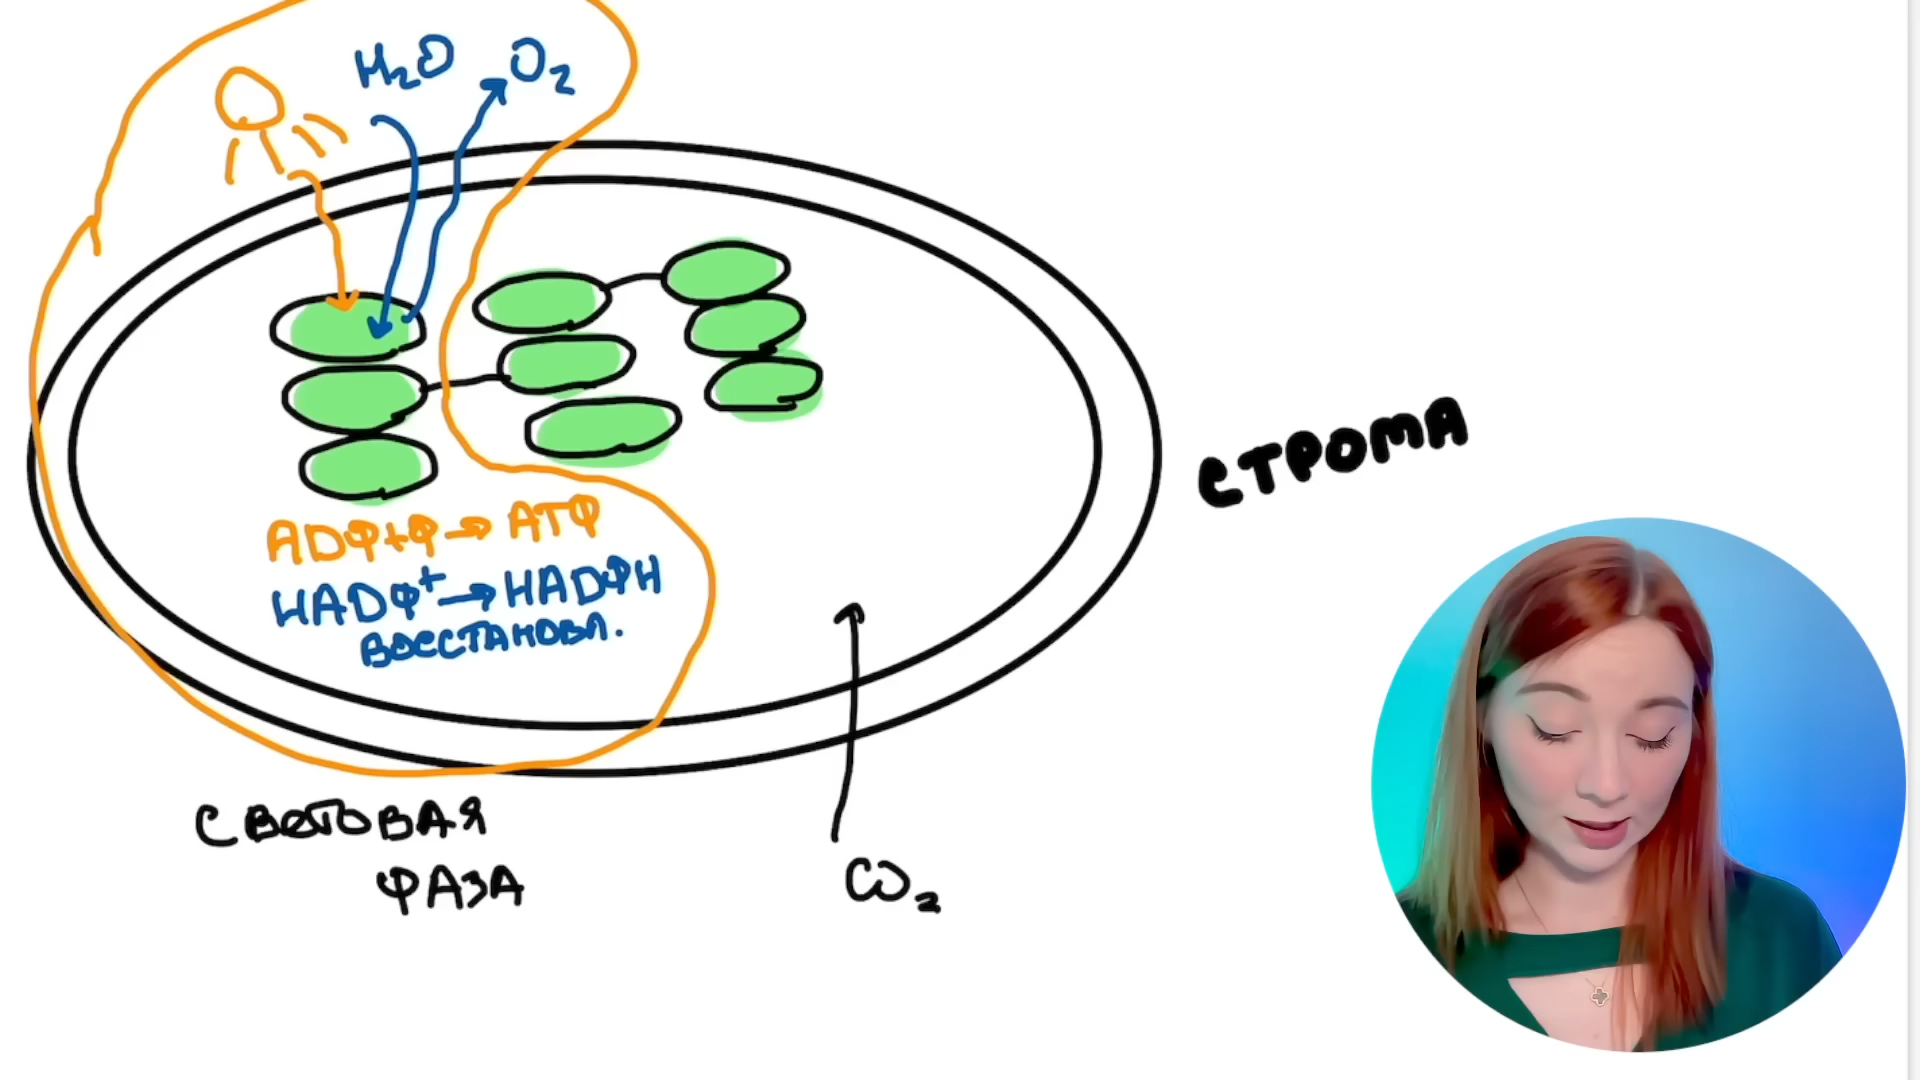 H₂O
O₂
АДФ+Ф→АТФ
НАДФ⁺→НАДФН
ВОССТАНОВЛ.
СТРОМА
СВЕТОВАЯ
ФАЗА
CO₂